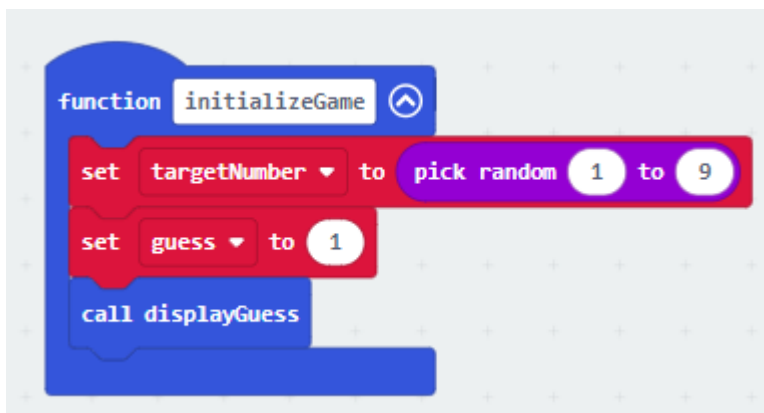 function initializeGame
set targetNumber to pick random 1 to 9
set guess to 1
call displayGuess